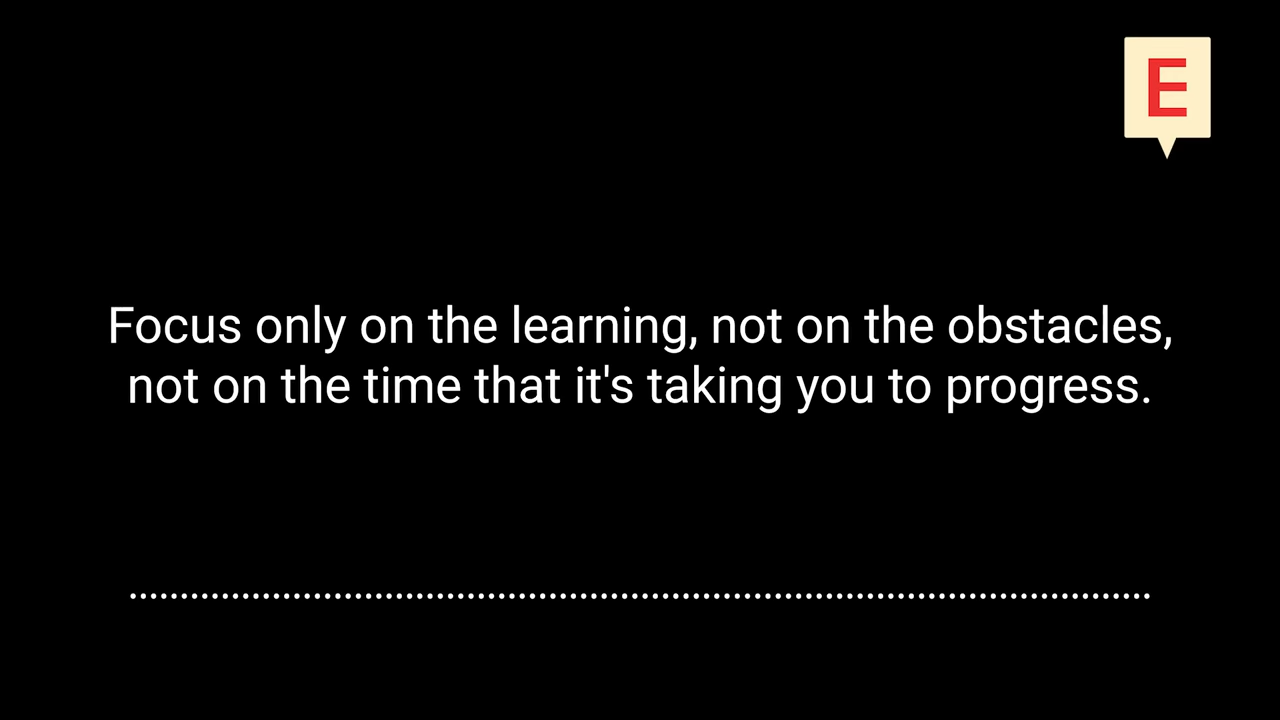 E
Focus only on the learning, not on the obstacles,
not on the time that it's taking you to progress.